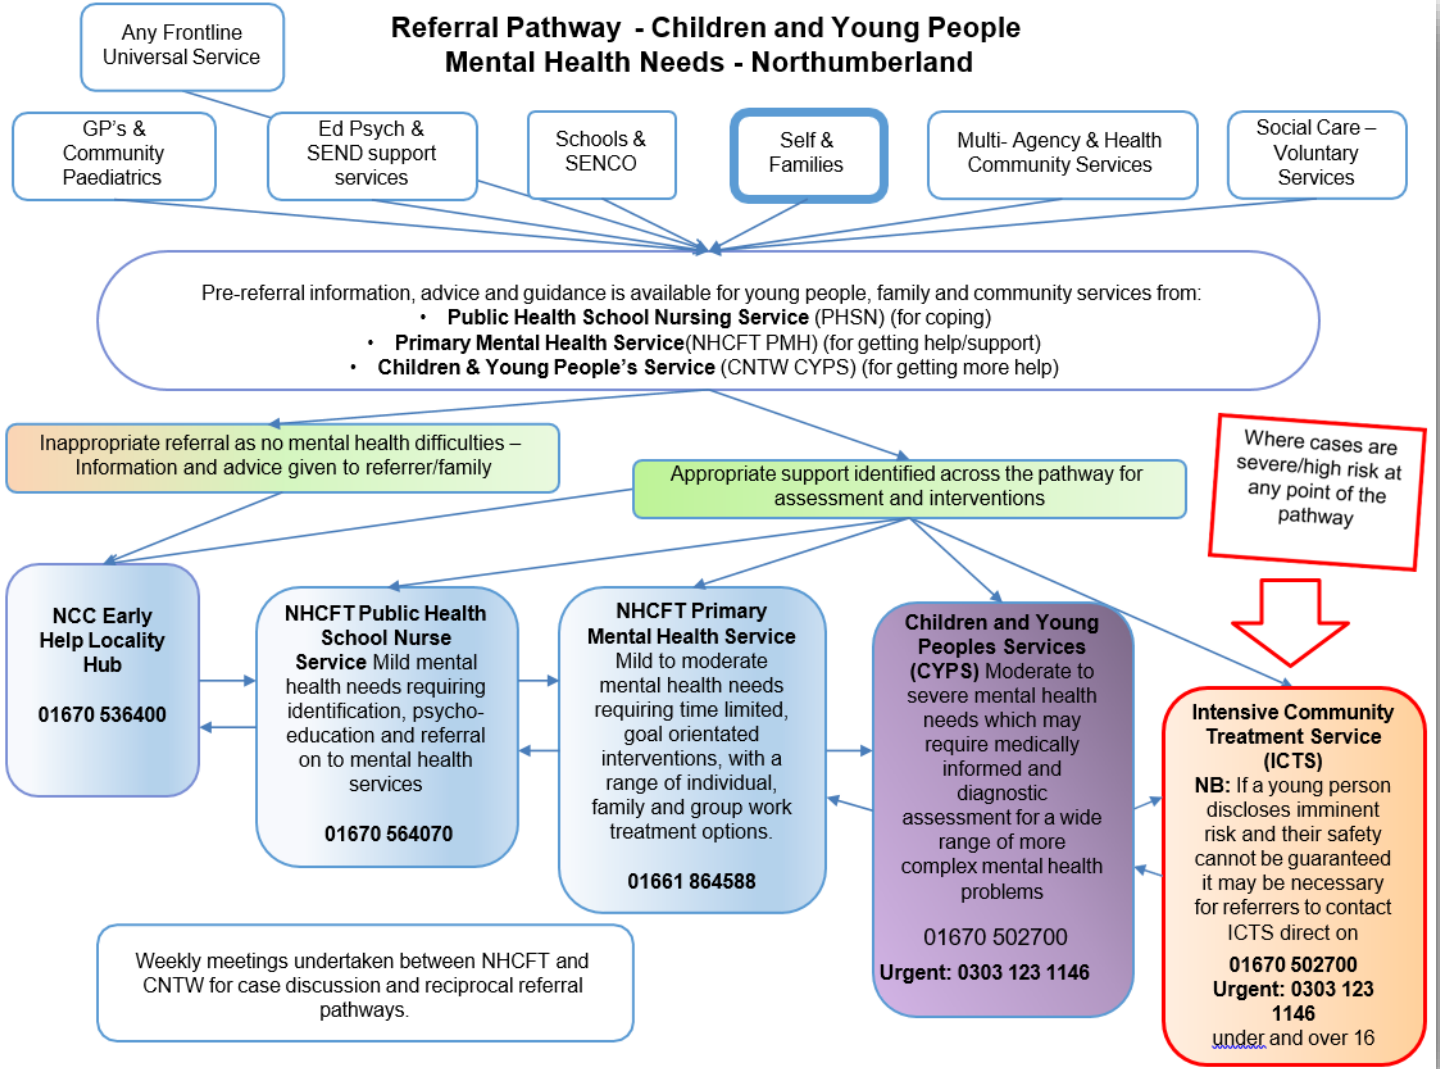 Referral Pathway - Children and Young People
Mental Health Needs - Northumberland
Any Frontline
Universal Service
GP's &
Community
Paediatrics
Ed Psych &
SEND support
services
Schools &
SENCO
Self &
Families
Multi- Agency & Health
Community Services
Social Care –
Voluntary
Services
Pre-referral information, advice and guidance is available for young people, family and community services from:
• Public Health School Nursing Service (PHSN) (for coping)
• Primary Mental Health Service(NHCFT PMH) (for getting help/support)
• Children & Young People's Service (CNTW CYPS) (for getting more help)
Inappropriate referral as no mental health difficulties –
Information and advice given to referrer/family
Appropriate support identified across the pathway for
assessment and interventions
Where cases are
severe/high risk at
any point of the
pathway
NCC Early
Help Locality
Hub
01670 536400
NHCFT Public Health
School Nurse
Service Mild mental
health needs requiring
identification, psycho-
education and referral
on to mental health
services
01670 564070
NHCFT Primary
Mental Health Service
Mild to moderate
mental health needs
requiring time limited,
goal orientated
interventions, with a
range of individual,
family and group work
treatment options.
01661 864588
Children and Young
Peoples Services
(CYPS) Moderate to
severe mental health
needs which may
require medically
informed and
diagnostic
assessment for a wide
range of more
complex mental health
problems
01670 502700
Urgent: 0303 123 1146
Intensive Community
Treatment Service
(ICTS)
NB: If a young person
discloses imminent
risk and their safety
cannot be guaranteed
it may be necessary
for referrers to contact
ICTS direct on
01670 502700
Urgent: 0303 123
1146
under and over 16
Weekly meetings undertaken between NHCFT and
CNTW for case discussion and reciprocal referral
pathways.